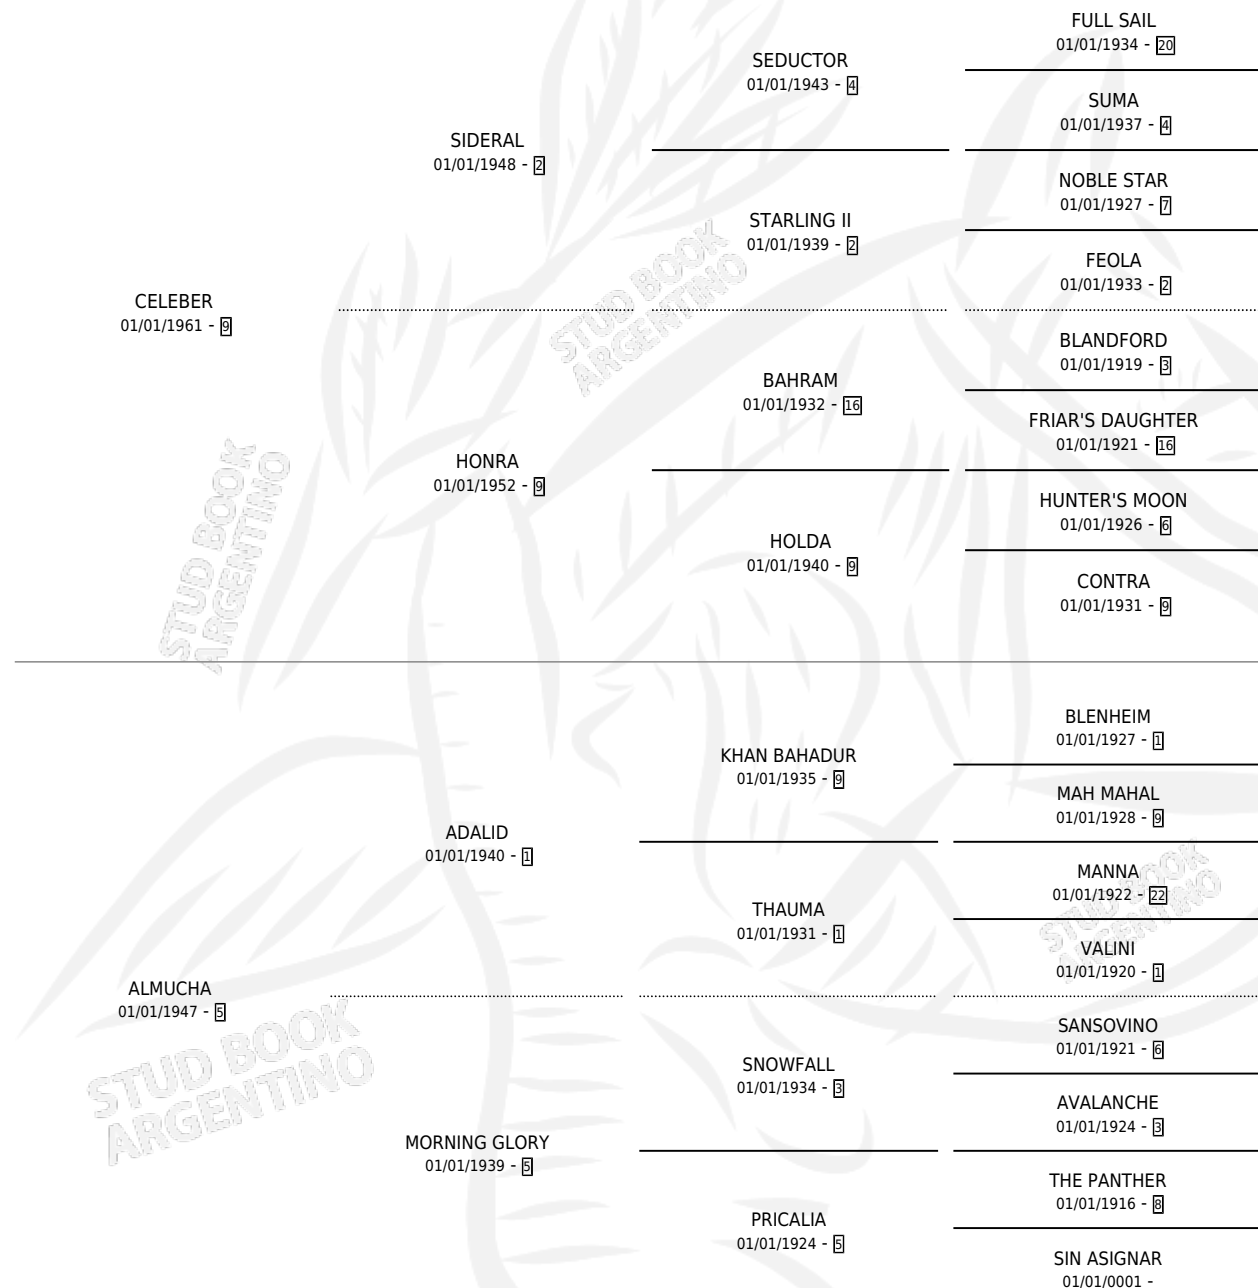 FULL SAIL
01/01/1934 - 20
SEDUCTOR
01/01/1943 - 4
SUMA
01/01/1937 - 4
SIDERAL
01/01/1948 - 2
NOBLE STAR
01/01/1927 - 7
STARLING II
01/01/1939 - 2
FEOLA
01/01/1933 - 2
CELEBER
01/01/1961 - 9
STUD BOOK
ARGENTINO
BLANDFORD
01/01/1919 - 3
BAHRAM
01/01/1932 - 16
FRIAR'S DAUGHTER
01/01/1921 - 16
HONRA
01/01/1952 - 9
HUNTER'S MOON
01/01/1926 - 6
HOLDA
01/01/1940 - 9
CONTRA
01/01/1931 - 9
STUD BOOK
ARGENTINO
BLENHEIM
01/01/1927 - 1
KHAN BAHADUR
01/01/1935 - 9
MAH MAHAL
01/01/1928 - 9
ADALID
01/01/1940 - 1
MANNA
01/01/1922 - 22
THAUMA
01/01/1931 - 1
VALINI
01/01/1920 - 1
STUD BOOK
ARGENTINO
ALMUCHA
01/01/1947 - 5
SANSOVINO
01/01/1921 - 6
SNOWFALL
01/01/1934 - 3
AVALANCHE
01/01/1924 - 3
STUD BOOK
ARGENTINO
MORNING GLORY
01/01/1939 - 5
THE PANTHER
01/01/1916 - 8
PRICALIA
01/01/1924 - 5
SIN ASIGNAR
01/01/0001 -